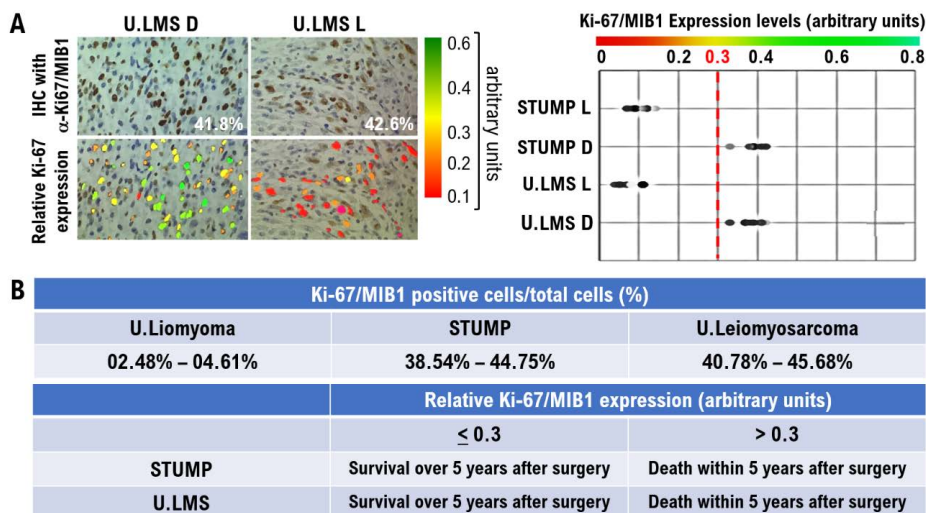 A
U.LMS D
U.LMS L
IHC with
α-Ki67/MIB1
41.8%
42.6%
Relative Ki-67
expression
0.6
0.4
0.3
0.2
0.1
arbitrary units
Ki-67/MIB1 Expression levels (arbitrary units)
0 0.2 0.3 0.4 0.6 0.8
STUMP L
STUMP D
U.LMS L
U.LMS D
B
Ki-67/MIB1 positive cells/total cells (%)
U.Liomyoma STUMP U.Leiomyosarcoma
02.48% – 04.61% 38.54% – 44.75% 40.78% – 45.68%
Relative Ki-67/MIB1 expression (arbitrary units)
≤ 0.3 > 0.3
STUMP Survival over 5 years after surgery Death within 5 years after surgery
U.LMS Survival over 5 years after surgery Death within 5 years after surgery